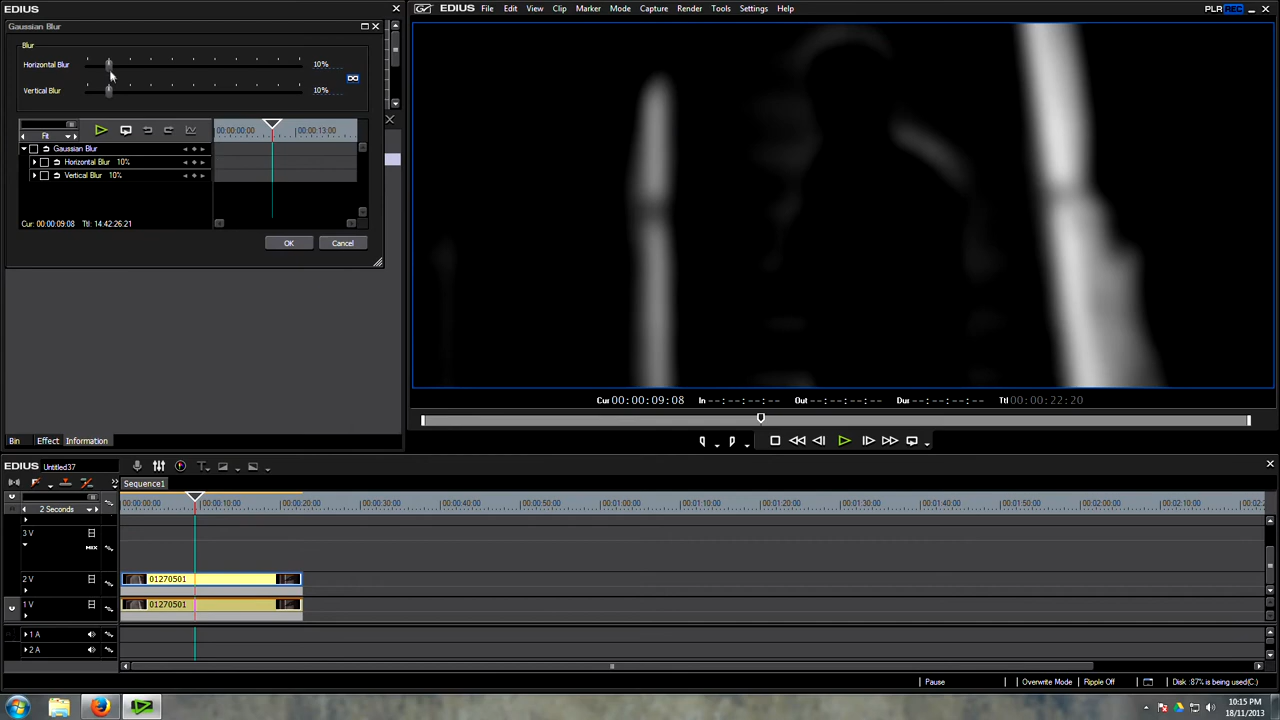 EDIUS
EDIUS File Edit View Clip Marker Mode Capture Render Tools Settings Help
PLR REC
Gaussian Blur
Blur
Horizontal Blur 10%
Vertical Blur 10%
Fit
00:00:00:00 00:00:13:00
Gaussian Blur
Horizontal Blur 10%
Vertical Blur 10%
Cur: 00:00:09:08 Ttl: 14.42.26.21
OK Cancel
Cur 00:00:09:08 In --:--:--:-- Out --:--:--:-- Dur --:--:--:-- Ttl 00:00:22:20
Bin Effect Information
EDIUS Untitled37
Sequence1
2 Seconds
00:00:00:00 00:00:10:00 00:00:20:00 00:00:30:00 00:00:40:00 00:00:50:00 00:01:00:00 00:01:10:00 00:01:20:00 00:01:30:00 00:01:40:00 00:01:50:00 00:02:00:00 00:02:10:00
3 V
MIX
2 V 01270501
1 V 01270501
1 A
2 A
Pause Overwrite Mode Ripple Off Disk :87% is being used(C:)
10:15 PM
18/11/2013